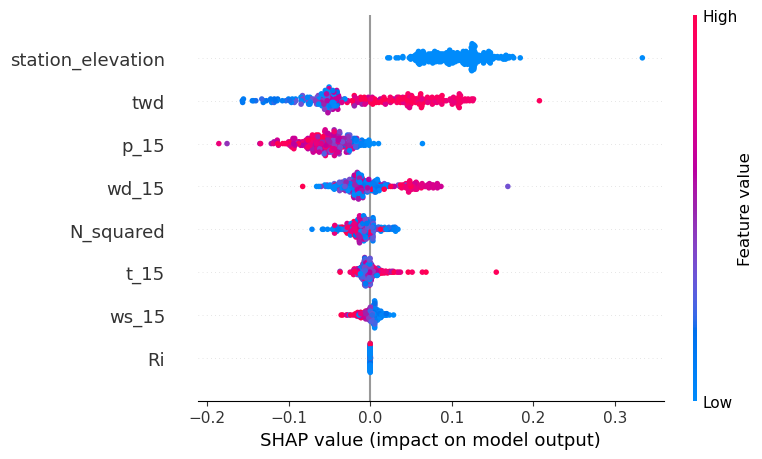 High
station_elevation
twd
p_15
wd_15
N_squared
t_15
ws_15
Ri
Feature value
Low
−0.2 −0.1 0.0 0.1 0.2 0.3
SHAP value (impact on model output)